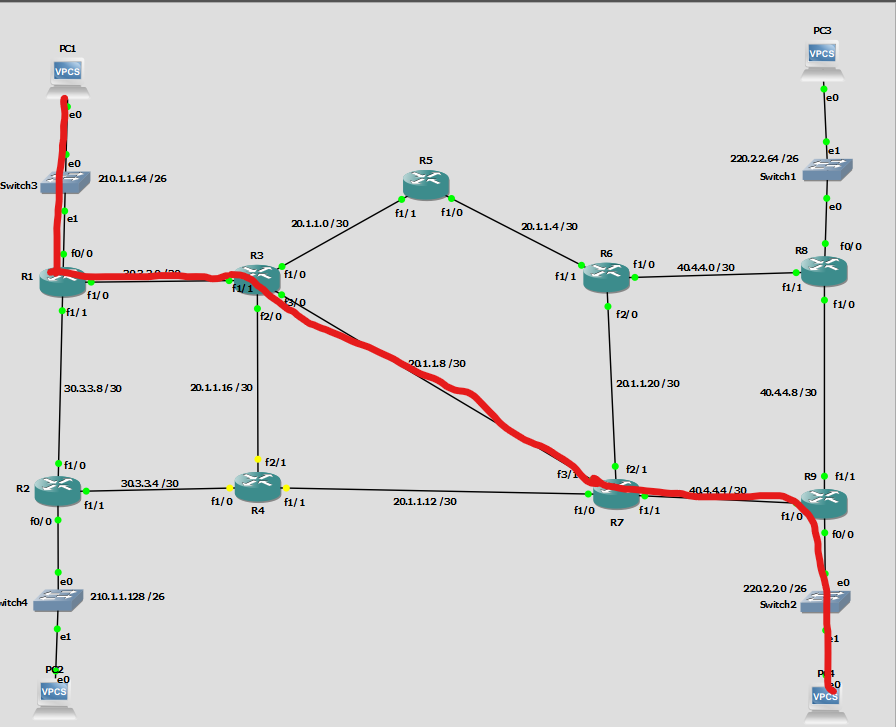 PC1
VPCS
e0
e0
Switch3
210.1.1.64 /26
e1
f0/0
R1
f1/0
f1/1
30.3.3.8 / 30
f1/0
R2
f1/1
f0/0
e0
210.1.1.128 /26
e1
e0
VPCS
30.3.3.4 /30
R3
f1/1
f1/0
f3/0
f2/0
20.1.1.0 / 30
R5
f1/1
f1/0
20.1.1.4 / 30
20.1.1.16 / 30
20.1.1.8 / 30
f2/1
f1/0
f1/1
R4
20.1.1.12 /30
R6
f1/0
f1/1
f2/0
20.1.1.20 / 30
f2/1
f1/0
f1/1
R7
40.4.4.0 / 30
40.4.4.4 / 30
PC3
VPCS
e0
220.2.2.64 /26
e1
Switch1
e0
R8
f0/0
f1/1
f1/0
40.4.4.8 / 30
R9
f1/1
f1/0
f0/0
220.2.2.0 / 26
e0
Switch2
e1
e0
VPCS